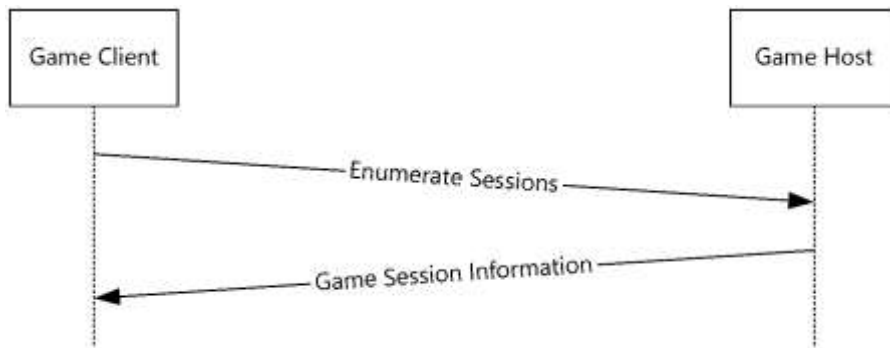 Game Client
Game Host
Enumerate Sessions
Game Session Information